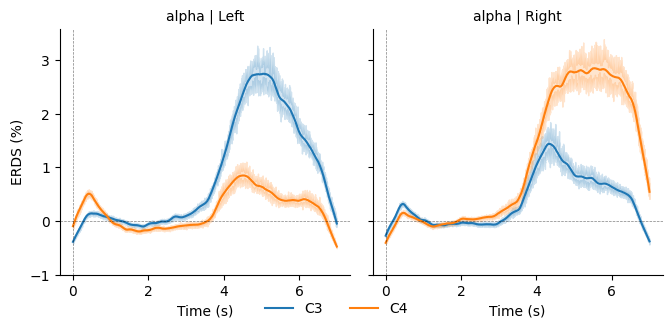 alpha | Left
alpha | Right
ERDS (%)
3
2
1
0
−1
0
2
4
6
0
2
4
6
Time (s)
Time (s)
C3
C4